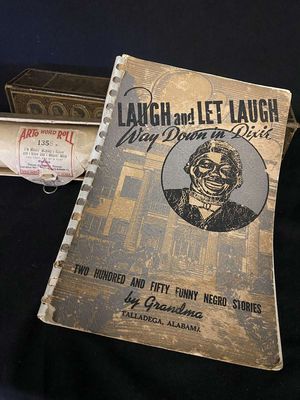 LAUGH and LET LAUGH
Way Down in Dixie
TWO HUNDRED AND FIFTY FUNNY NEGRO STORIES
by Grandma
TALLADEGA, ALABAMA
ARTO WORD ROLL
1355